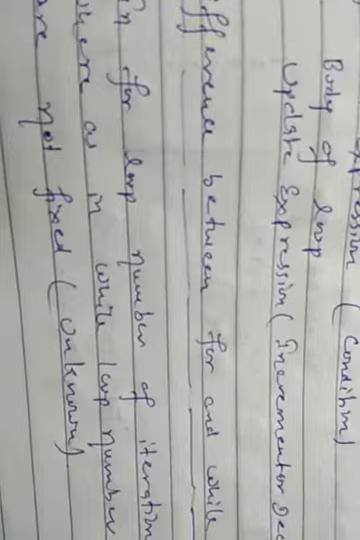 expression (Condition)
Body of loop
Update Expression (Increment or Dec
ifference between for and while
In for loop number of iteration
where as in while loop number
are not fixed (unknown)